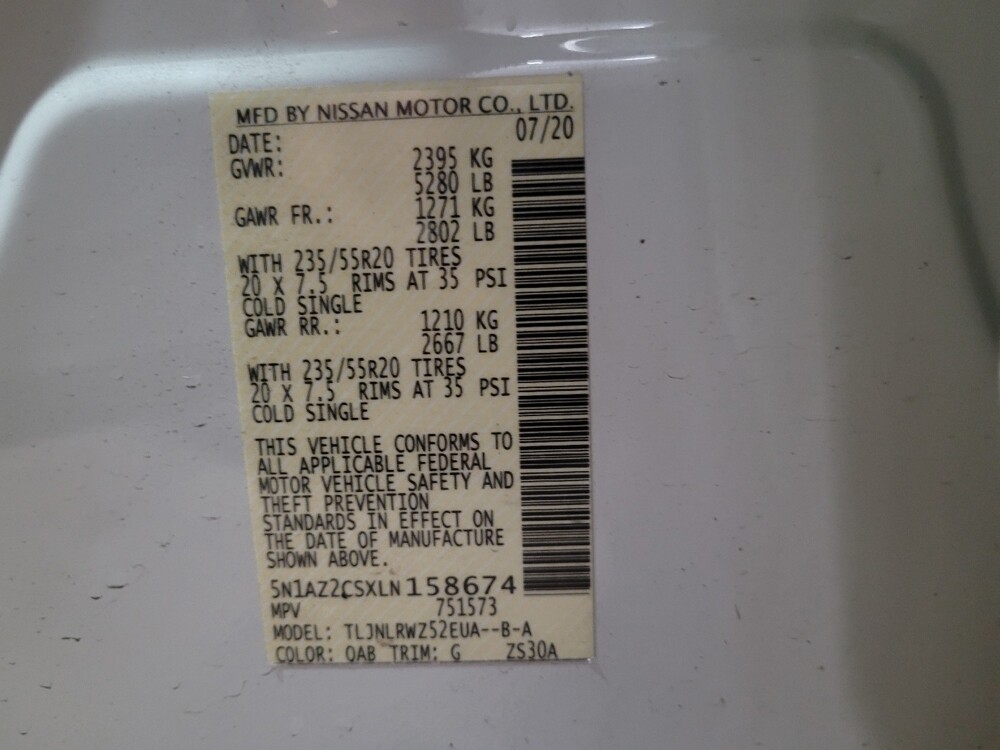 MFD BY NISSAN MOTOR CO., LTD.
DATE: 07/20
GVWR: 2395 KG
5280 LB
GAWR FR.: 1271 KG
2802 LB
WITH 235/55R20 TIRES
20 X 7.5 RIMS AT 35 PSI
COLD SINGLE
GAWR RR.: 1210 KG
2667 LB
WITH 235/55R20 TIRES
20 X 7.5 RIMS AT 35 PSI
COLD SINGLE
THIS VEHICLE CONFORMS TO
ALL APPLICABLE FEDERAL
MOTOR VEHICLE SAFETY AND
THEFT PREVENTION
STANDARDS IN EFFECT ON
THE DATE OF MANUFACTURE
SHOWN ABOVE.
5N1AZ2CSXLN158674
MPV 751573
MODEL: TLJNLRWZ52EUA--B-A
COLOR: QAB TRIM: G ZS30A